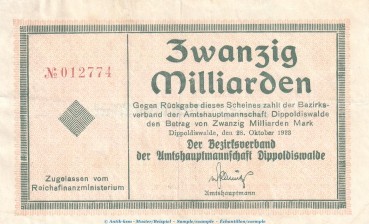 Zwanzig
Milliarden
№ 012774
Gegen Rückgabe dieses Scheines zahlt der Bezirks-
verband der Amtshauptmannschaft Dippoldiswalde
den Betrag von Zwanzig Milliarden Mark
Dippoldiswalde, den 26. Oktober 1923
Der Bezirksverband
der Amtshauptmannschaft Dippoldiswalde
Zugelassen vom
Reichsfinanzministerium
Amtshauptmann